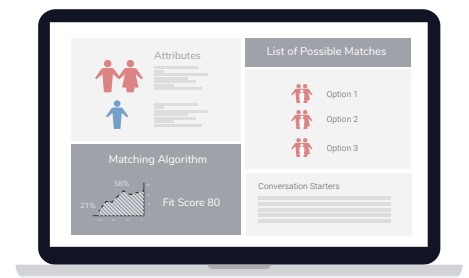 Attributes
List of Possible Matches
Option 1
Option 2
Option 3
Matching Algorithm
58%
21%
Fit Score 80
Conversation Starters